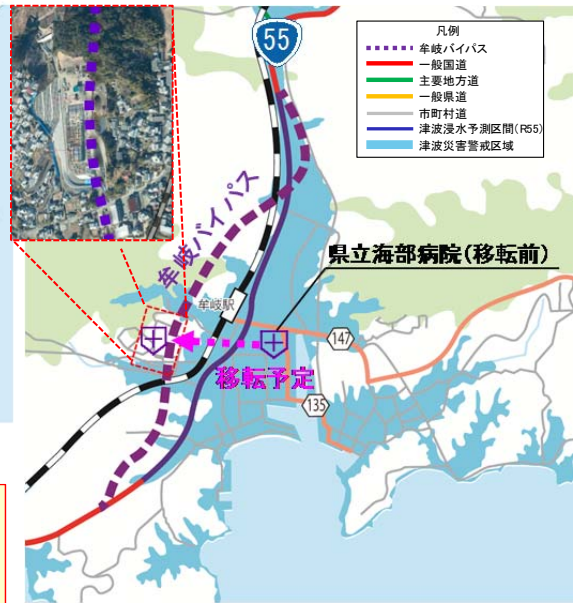 凡例
牟岐バイパス
一般国道
主要地方道
一般県道
市町村道
津波浸水予測区間(R55)
津波災害警戒区域
55
牟岐バイパス
県立海部病院(移転前)
牟岐駅
147
移転予定
135